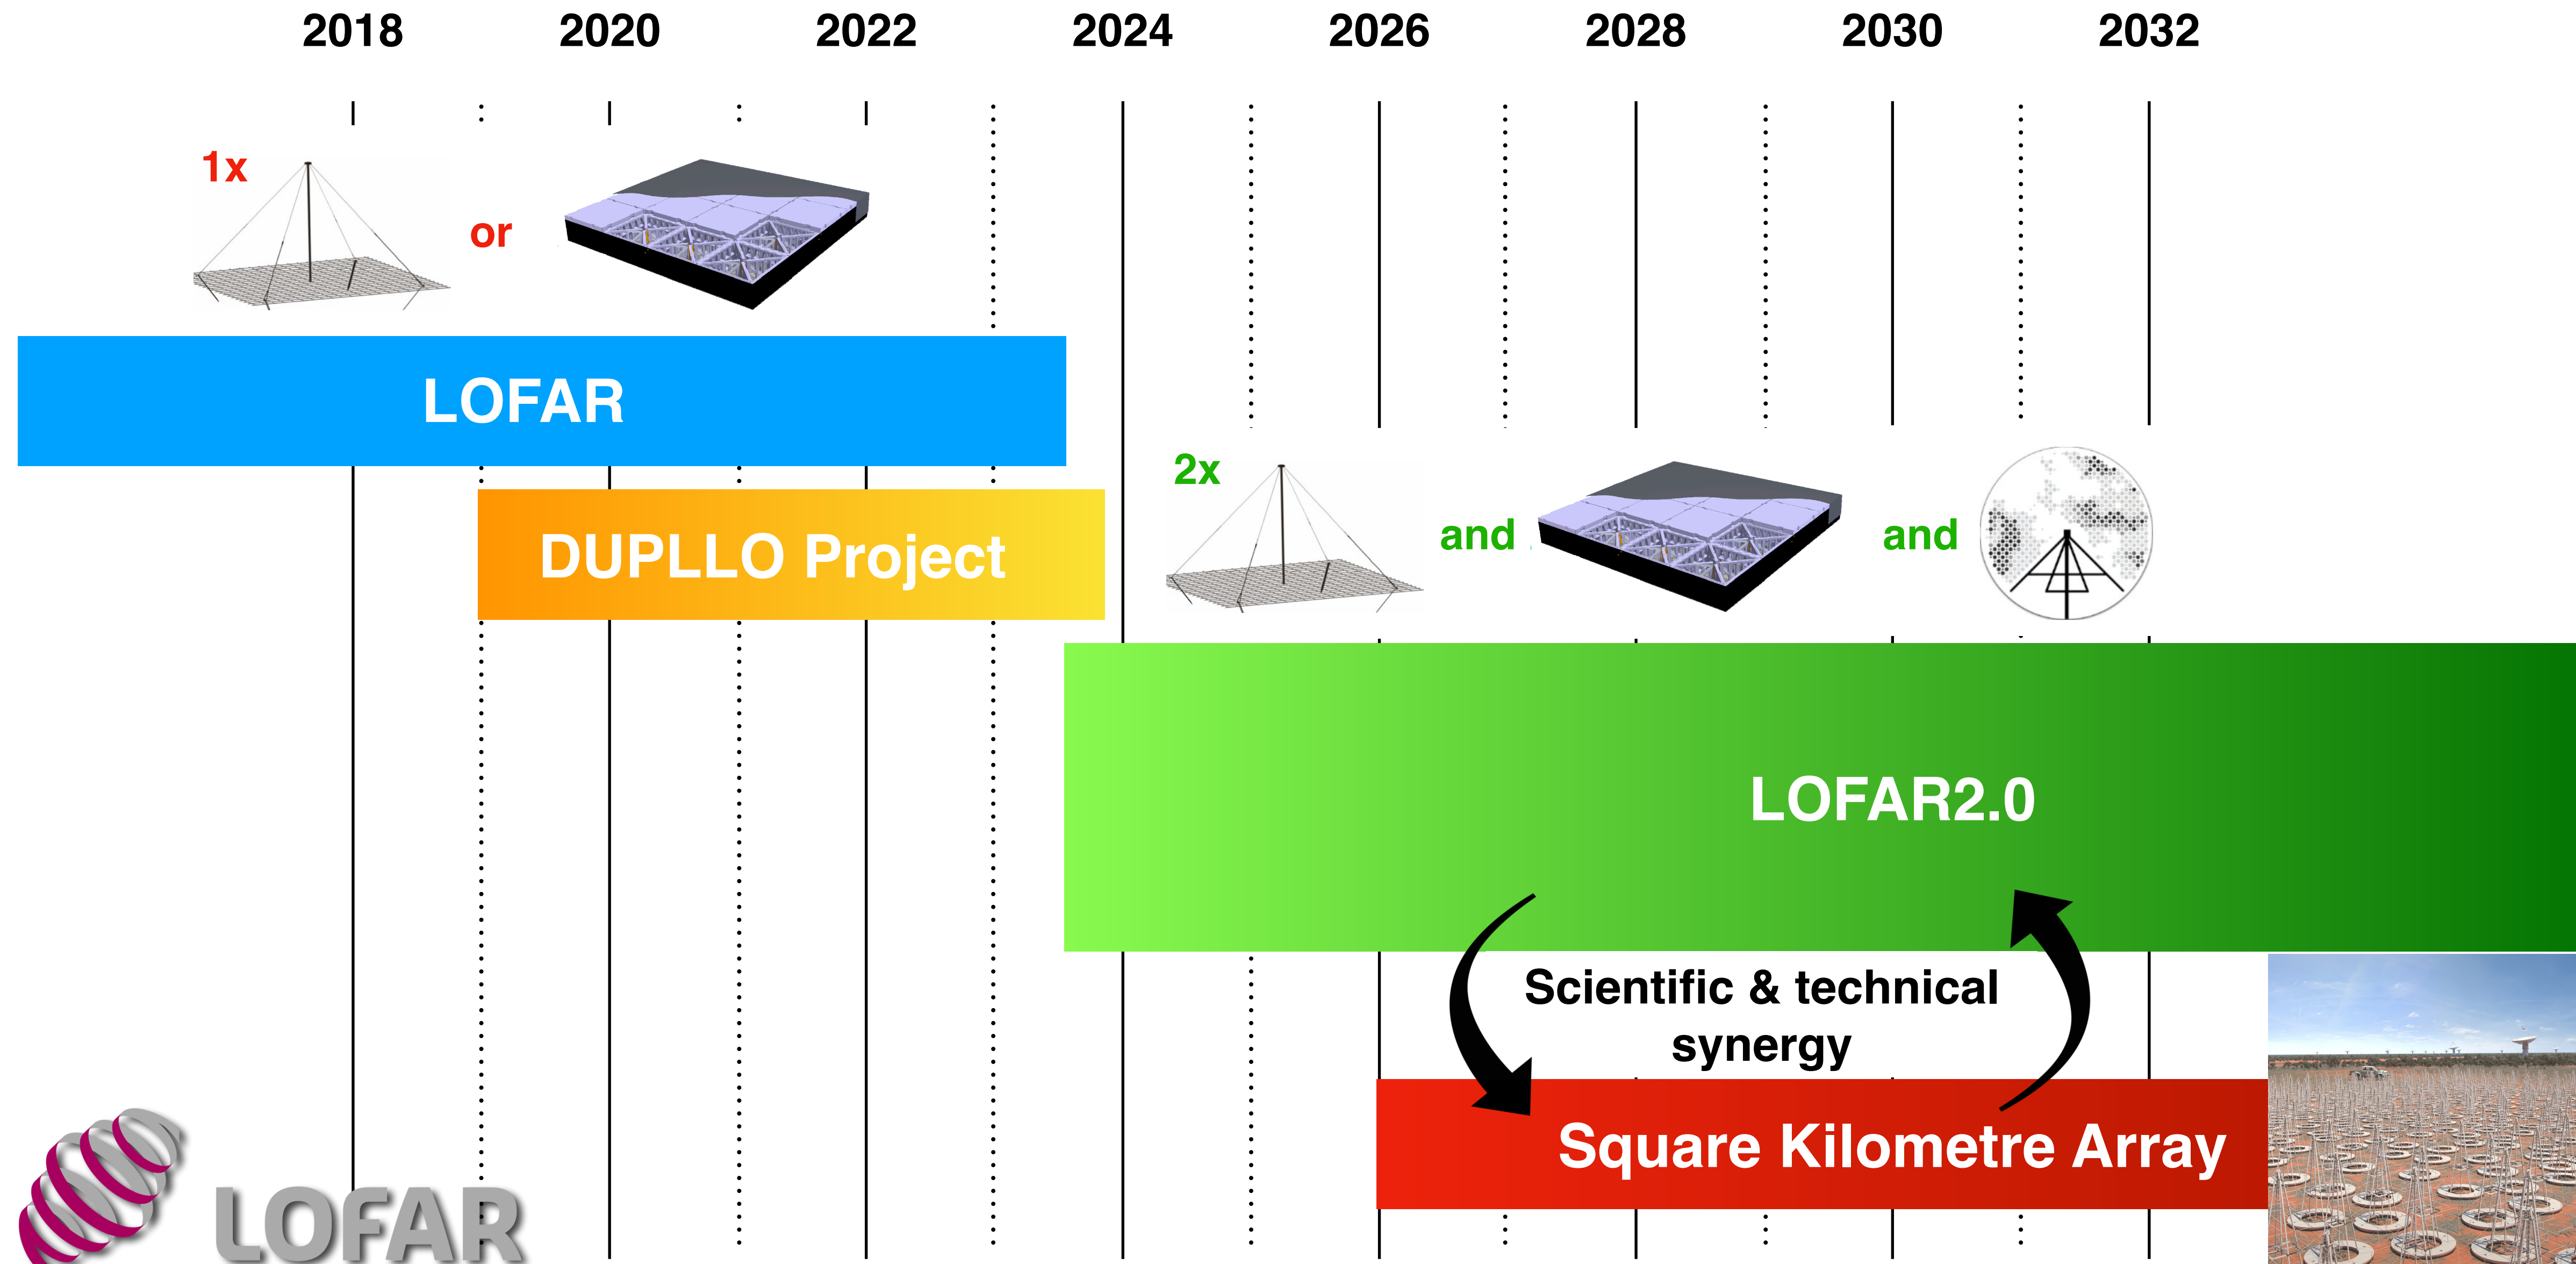 2018 2020 2022 2024 2026 2028 2030 2032
1x
or
LOFAR
2x
and
and
DUPLLO Project
LOFAR2.0
Scientific & technical
synergy
Square Kilometre Array
LOFAR